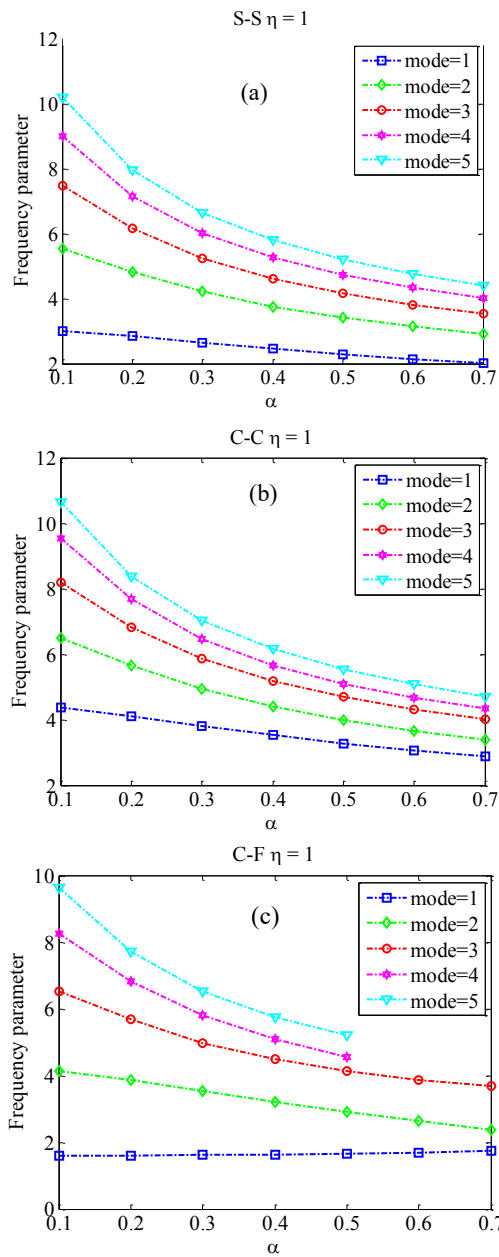 S-S η = 1
12
10
8
6
4
2
Frequency parameter
(a)
mode=1
mode=2
mode=3
mode=4
mode=5
0.1 0.2 0.3 0.4 0.5 0.6 0.7
α
C-C η = 1
12
10
8
6
4
2
Frequency parameter
(b)
mode=1
mode=2
mode=3
mode=4
mode=5
0.1 0.2 0.3 0.4 0.5 0.6 0.7
α
C-F η = 1
10
8
6
4
2
0
Frequency parameter
(c)
mode=1
mode=2
mode=3
mode=4
mode=5
0.1 0.2 0.3 0.4 0.5 0.6 0.7
α